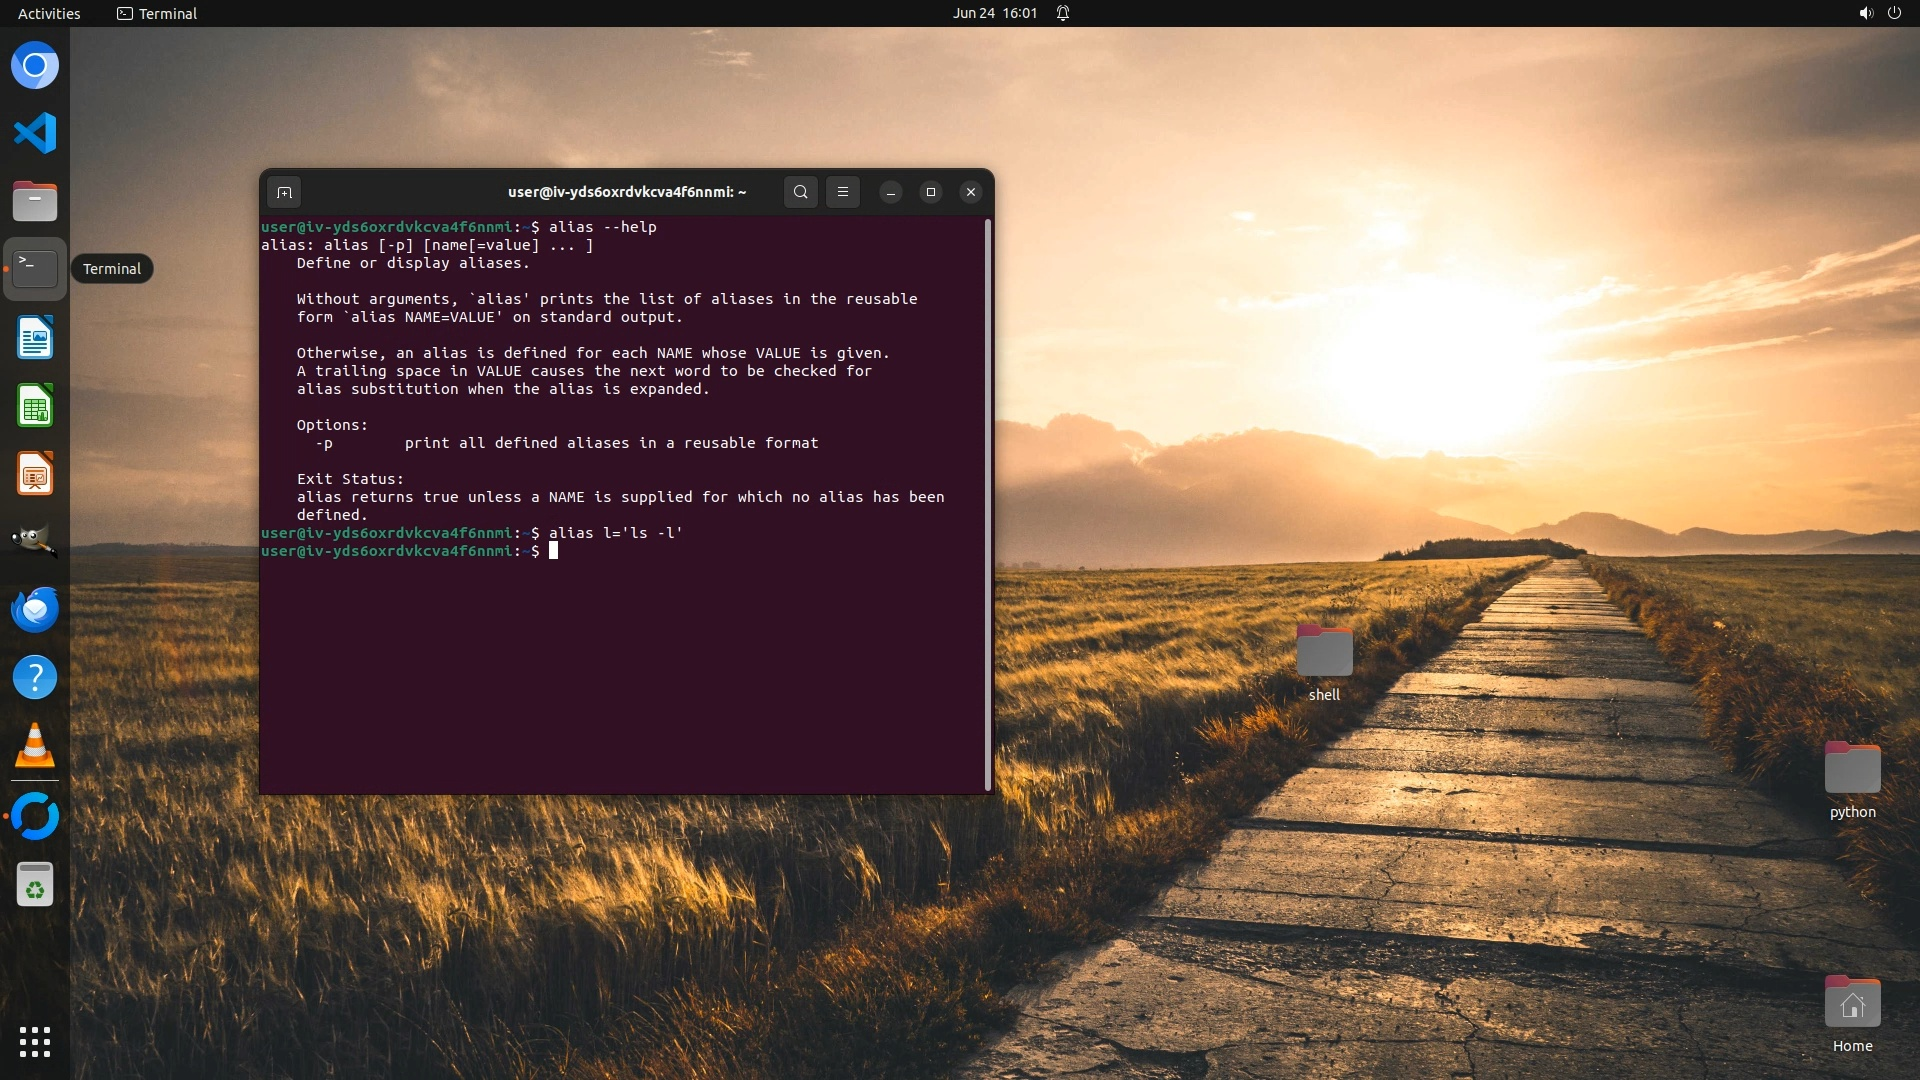 Activities
Terminal
Jun 24 16:01
user@iv-yds6oxrdvkcva4f6nnmi: ~
user@iv-yds6oxrdvkcva4f6nnmi:~$ alias --help
alias: alias [-p] [name[=value] ... ]
Define or display aliases.
Without arguments, `alias' prints the list of aliases in the reusable
form `alias NAME=VALUE' on standard output.
Otherwise, an alias is defined for each NAME whose VALUE is given.
A trailing space in VALUE causes the next word to be checked for
alias substitution when the alias is expanded.
Options:
-p        print all defined aliases in a reusable format
Exit Status:
alias returns true unless a NAME is supplied for which no alias has been
defined.
user@iv-yds6oxrdvkcva4f6nnmi:~$ alias l='ls -l'
user@iv-yds6oxrdvkcva4f6nnmi:~$
Terminal
shell
python
Home